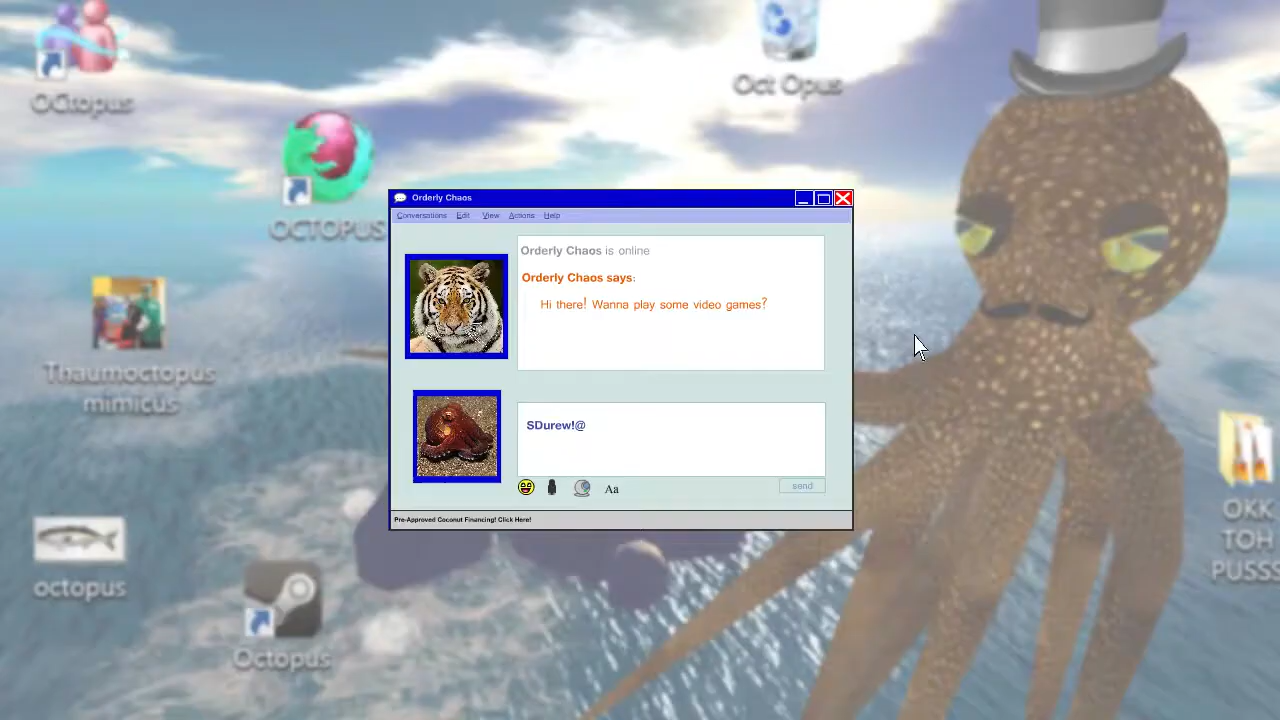 OCtopus
Oct Opus
OCTOPUS
Orderly Chaos
Conversations Edit View Actions Help
Orderly Chaos is online
Orderly Chaos says:
Hi there! Wanna play some video games?
Thaumoctopus
mimicus
SDurew!@
Aa
send
Pre-Approved Coconut Financing! Click Here!
octopus
Octopus
OKK
TOH
PUSSS